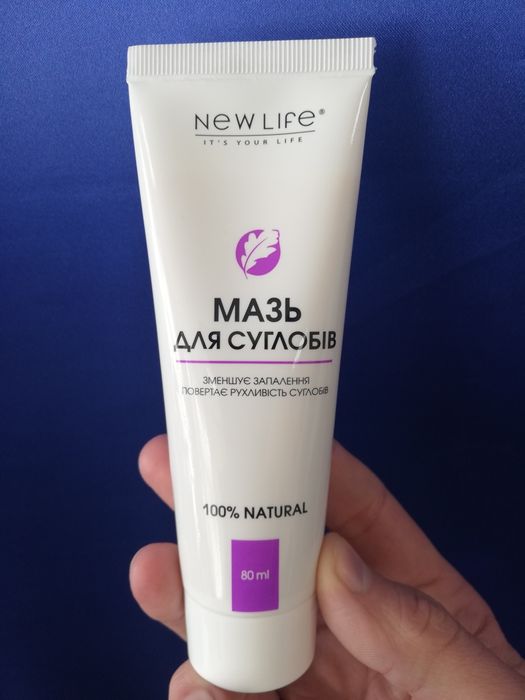 NEW LIFE®
IT'S YOUR LIFE
МАЗЬ
ДЛЯ СУГЛОБІВ
ЗМЕНШУЄ ЗАПАЛЕННЯ
ПОВЕРТАЄ РУХЛИВІСТЬ СУГЛОБІВ
100% NATURAL
80 ml